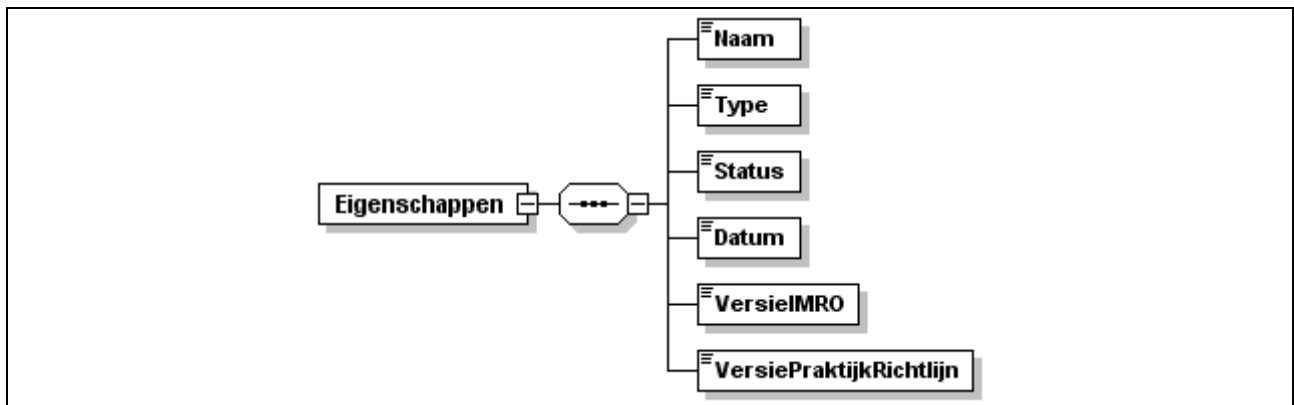 Naam
Type
Status
Eigenschappen
Datum
VersieIMRO
VersiePraktijkRichtlijn